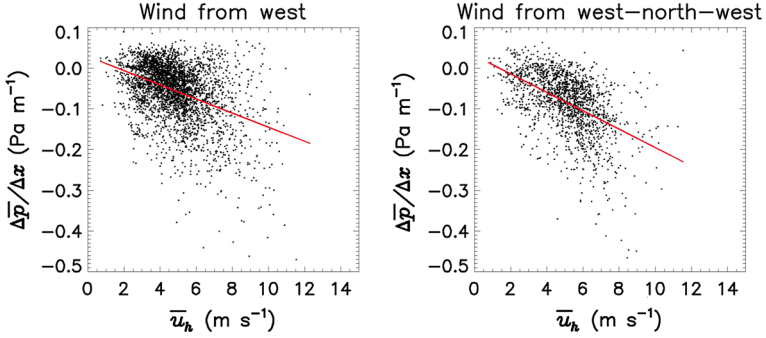 Wind from west
0.1
0.0
−0.1
−0.2
−0.3
−0.4
−0.5
Δp̅/Δx (Pa m⁻¹)
0 2 4 6 8 10 12 14
u̅ₕ (m s⁻¹)
Wind from west−north−west
0.1
0.0
−0.1
−0.2
−0.3
−0.4
−0.5
Δp̅/Δx (Pa m⁻¹)
0 2 4 6 8 10 12 14
u̅ₕ (m s⁻¹)